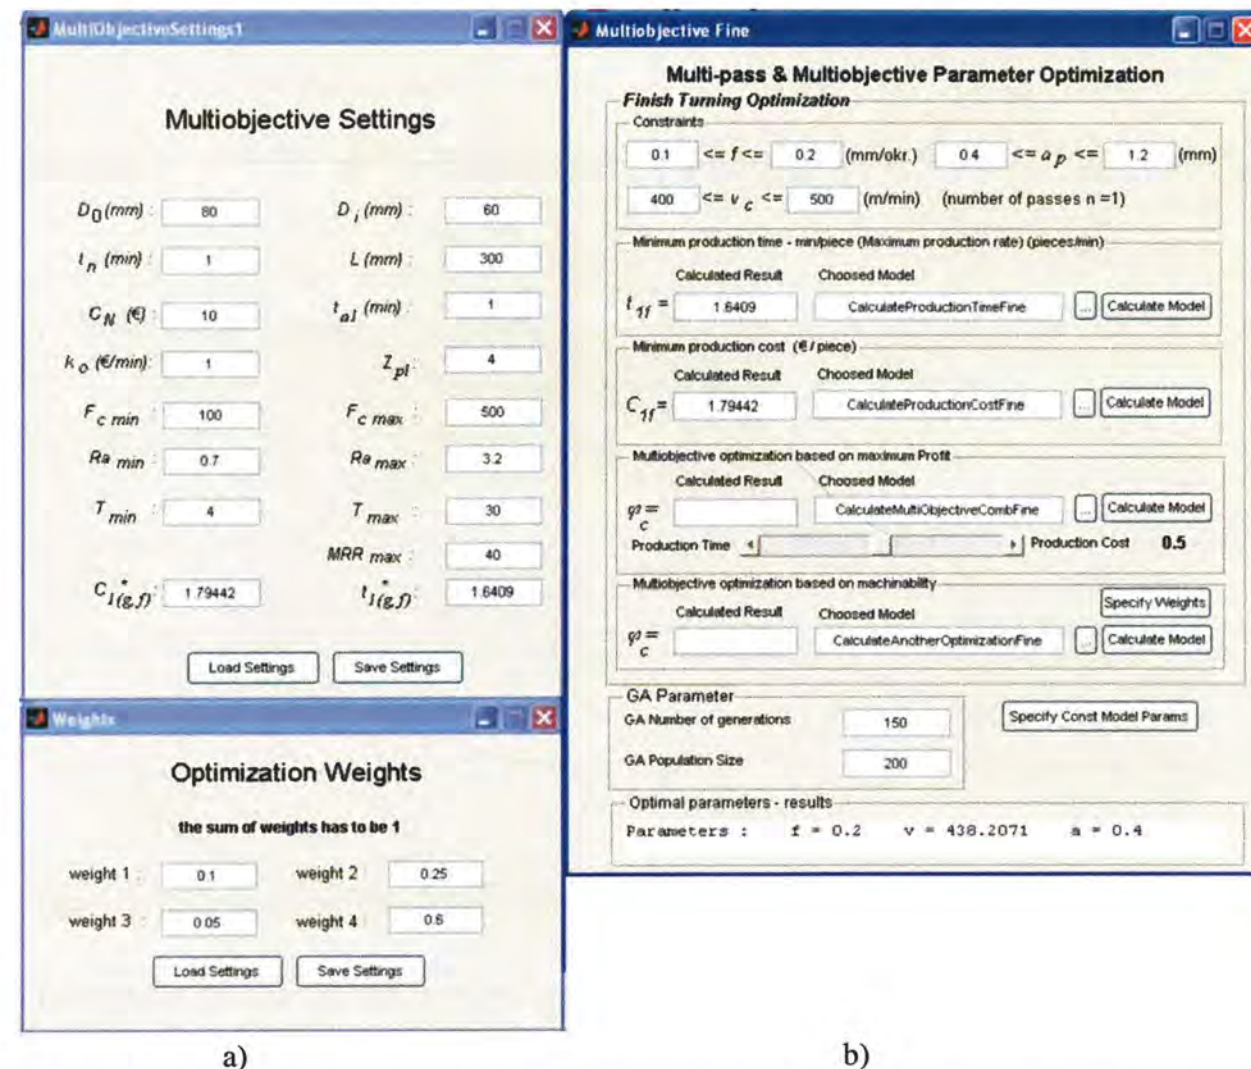 MultiObjectiveSettings1
Multiobjective Settings
D0 (mm) : 80 Di (mm) : 60
tn (min) : 1 L (mm) : 300
CN (€) : 10 tal (min) : 1
ko (€/min): 1 Zpl: 4
Fc min : 100 Fc max : 500
Ra min : 0.7 Ra max : 3.2
T min : 4 T max : 30
MRR max : 40
C*1(g,f): 1.79442 t*1(g,f): 1.6409
Load Settings Save Settings
Weights
Optimization Weights
the sum of weights has to be 1
weight 1 : 0.1 weight 2 : 0.25
weight 3 : 0.05 weight 4 : 0.6
Load Settings Save Settings
a)
Multiobjective Fine
Multi-pass & Multiobjective Parameter Optimization
Finish Turning Optimization
Constraints
0.1 <= f <= 0.2 (mm/okr.) 0.4 <= a p <= 1.2 (mm)
400 <= v c <= 500 (m/min) (number of passes n =1)
Minimum production time - min/piece (Maximum production rate) (pieces/min)
Calculated Result Choosed Model
t1f = 1.6409 CalculateProductionTimeFine ... Calculate Model
Minimum production cost (€ / piece)
Calculated Result Choosed Model
C1f = 1.79442 CalculateProductionCostFine ... Calculate Model
Multiobjective optimization based on maximum Profit
Calculated Result Choosed Model
φc = CalculateMultiObjectiveCombFine ... Calculate Model
Production Time Production Cost 0.5
Multiobjective optimization based on machinability
Specify Weights
Calculated Result Choosed Model
φc = CalculateAnotherOptimizationFine ... Calculate Model
GA Parameter
GA Number of generations 150 Specify Const Model Params
GA Population Size 200
Optimal parameters - results
Parameters : f = 0.2 v = 438.2071 a = 0.4
b)